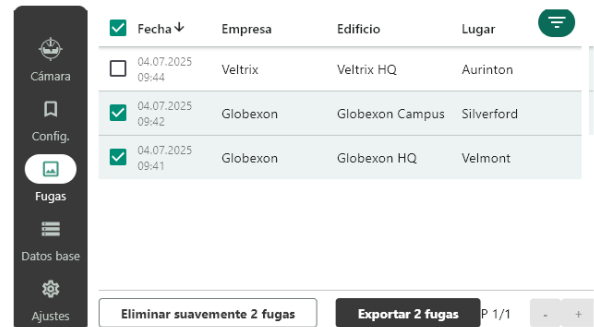 Cámara
Config.
Fugas
Datos base
Ajustes
Fecha Empresa Edificio Lugar
04.07.2025
09:44
Veltrix Veltrix HQ Aurinton
04.07.2025
09:42
Globexon Globexon Campus Silverford
04.07.2025
09:41
Globexon Globexon HQ Velmont
Eliminar suavemente 2 fugas Exportar 2 fugas P 1/1 - +